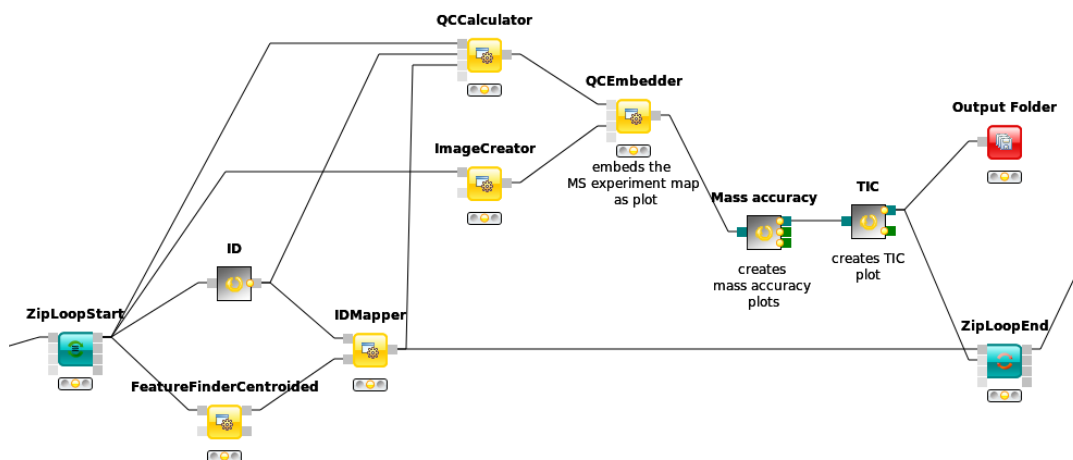 QCCalculator
QCEmbedder
Output Folder
ImageCreator
embeds the
MS experiment map
as plot
Mass accuracy
TIC
ID
creates
mass accuracy
plots
creates TIC
plot
ZipLoopStart
IDMapper
ZipLoopEnd
FeatureFinderCentroided